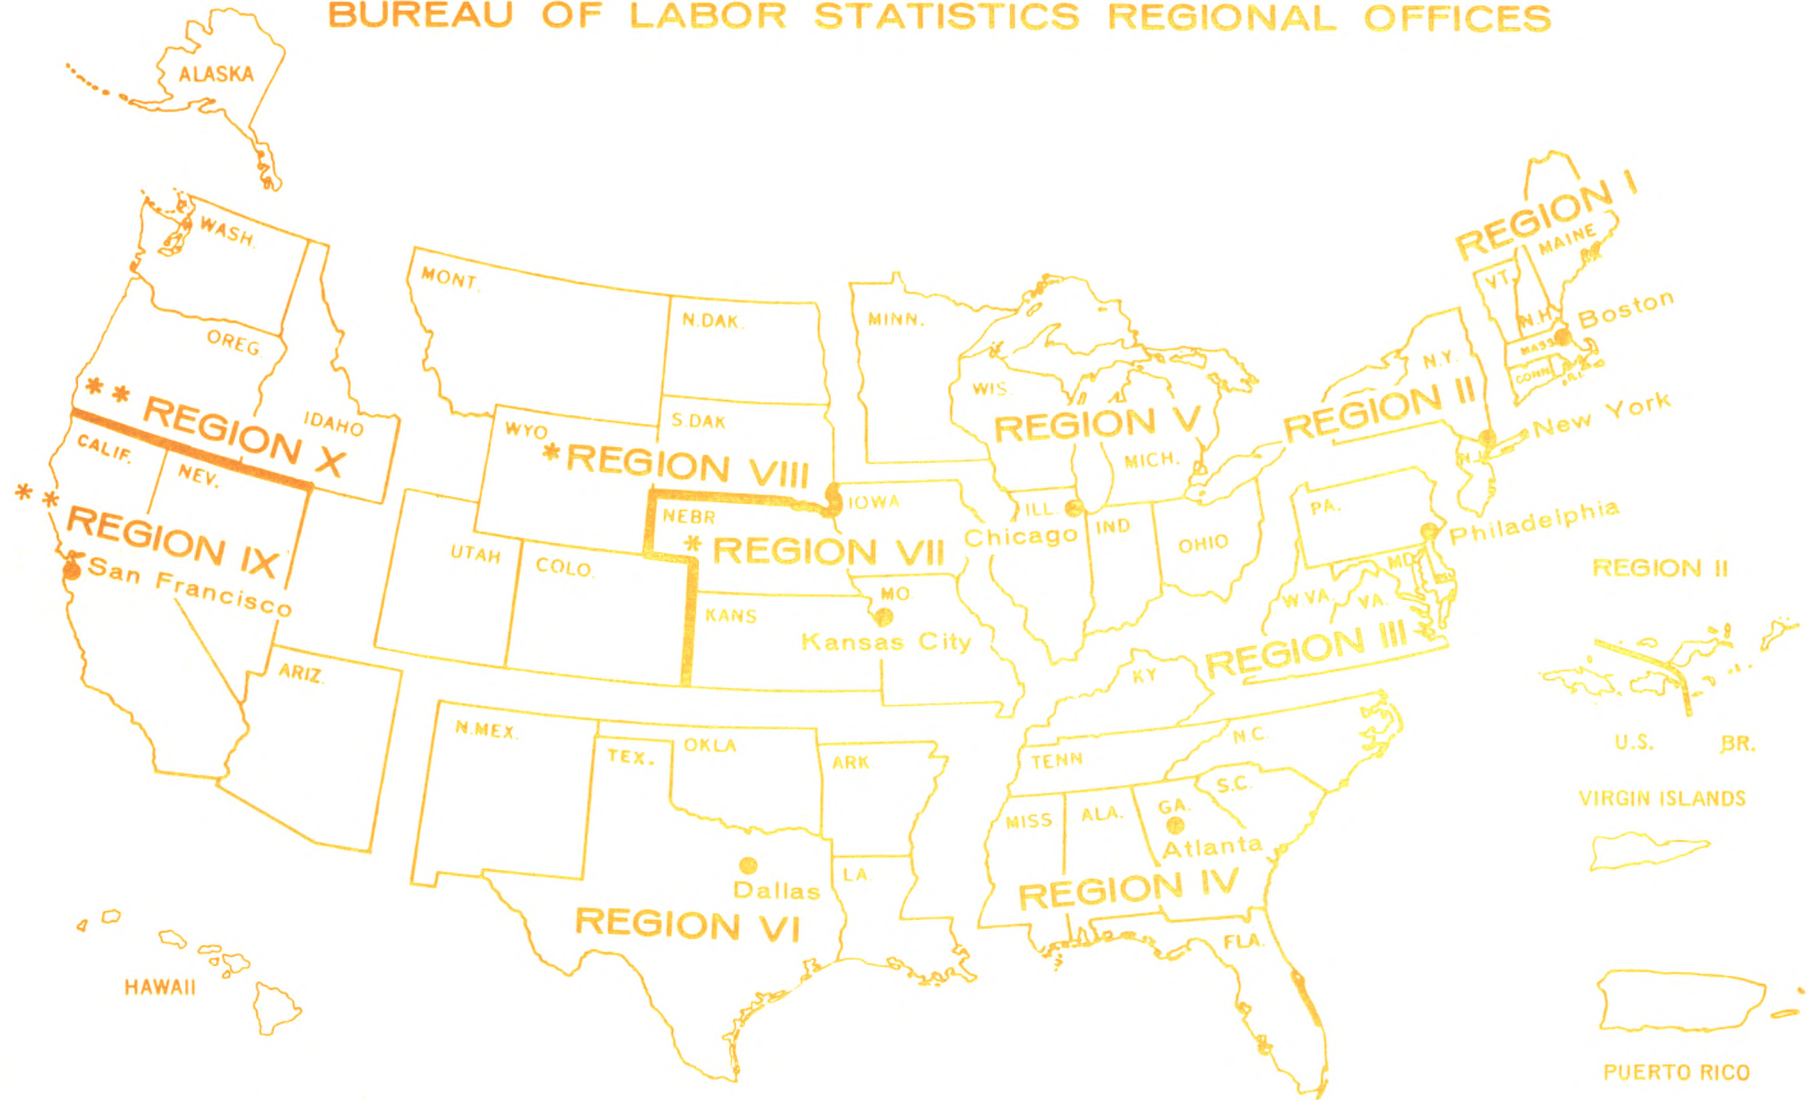 BUREAU OF LABOR STATISTICS REGIONAL OFFICES
ALASKA
WASH.
OREG.
IDAHO
** REGION X
MONT.
N.DAK.
S.DAK
WYO
*REGION VIII
UTAH
COLO.
CALIF.
NEV.
** REGION IX
San Francisco
ARIZ.
HAWAII
NEBR
IOWA
* REGION VII
KANS
MO
Kansas City
MINN.
WIS.
REGION V
MICH.
ILL.
Chicago
IND
OHIO
REGION I
MAINE
VT.
N.H.
Boston
MASS
CONN
R.I.
N.Y.
REGION II
New York
N.J.
PA.
Philadelphia
MD
W.VA.
VA.
REGION III
KY
TENN
N.C.
S.C.
MISS
ALA.
GA.
Atlanta
REGION IV
FLA.
N.MEX.
TEX.
OKLA
ARK
LA
Dallas
REGION VI
REGION II
U.S. BR.
VIRGIN ISLANDS
PUERTO RICO